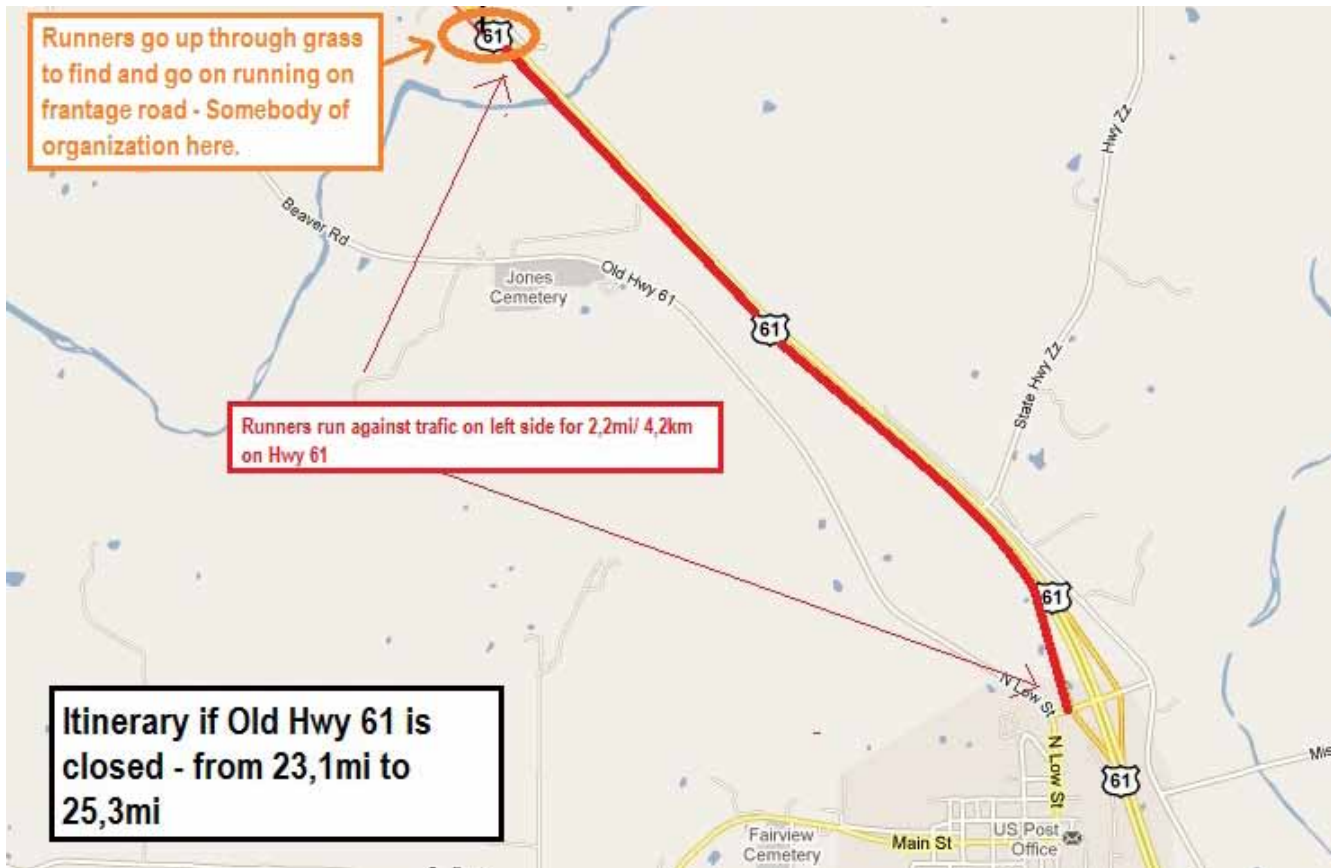 Runners go up through grass
to find and go on running on
frantage road - Somebody of
organization here.
61
Hwy Zz
Beaver Rd
Jones
Cemetery
Old Hwy 61
61
State Hwy Zz
Runners run against trafic on left side for 2,2mi/ 4,2km
on Hwy 61
61
N Low St
Itinerary if Old Hwy 61 is
closed - from 23,1mi to
25,3mi
N Low St
61
Fairview
Cemetery
Main St
US Post
Office